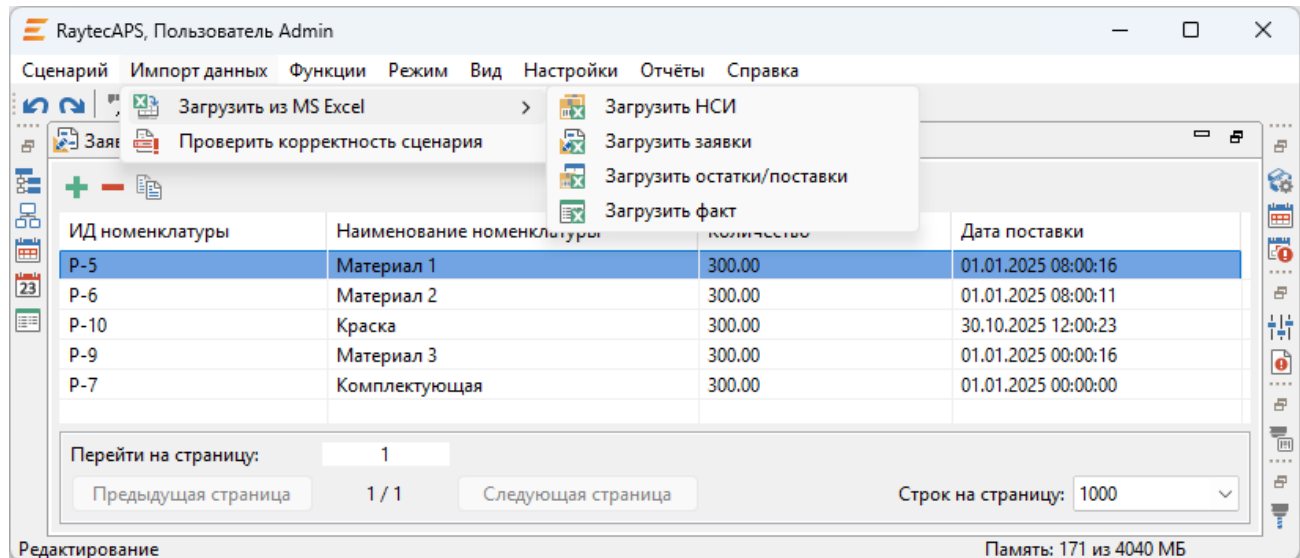 RaytecAPS, Пользователь Admin
Сценарий Импорт данных Функции Режим Вид Настройки Отчёты Справка
Загрузить из MS Excel
Проверить корректность сценария
Загрузить НСИ
Загрузить заявки
Загрузить остатки/поставки
Загрузить факт
Заяв
ИД номенклатуры Наименование номенклатуры Количество Дата поставки
P-5 Материал 1 300.00 01.01.2025 08:00:16
P-6 Материал 2 300.00 01.01.2025 08:00:11
P-10 Краска 300.00 30.10.2025 12:00:23
P-9 Материал 3 300.00 01.01.2025 00:00:16
P-7 Комплектующая 300.00 01.01.2025 00:00:00
23
Перейти на страницу: 1
Предыдущая страница 1 / 1 Следующая страница Строк на страницу: 1000
Редактирование Память: 171 из 4040 МБ